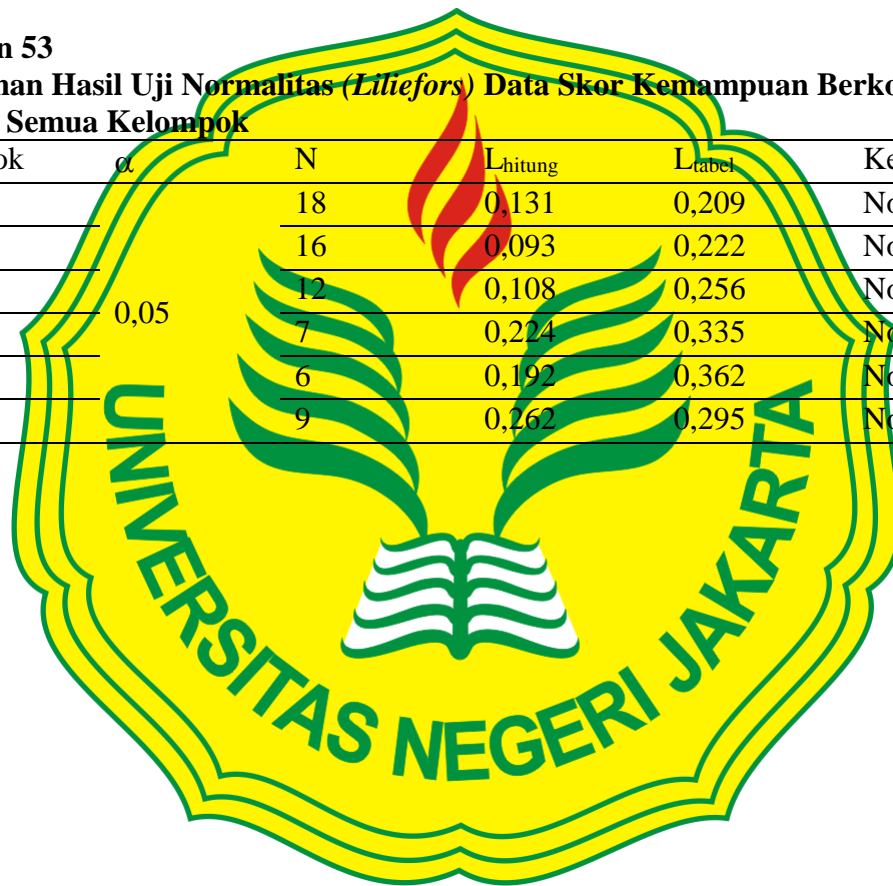 n 53
nan Hasil Uji Normalitas (Liliefors) Data Skor Kemampuan Berko
Semua Kelompok
ok α N Lhitung Ltabel Ke
18 0,131 0,209 No
16 0,093 0,222 No
12 0,108 0,256 No
0,05
7 0,224 0,335 No
6 0,192 0,362 No
9 0,262 0,295 No
UNIVERSITAS NEGERI JAKARTA